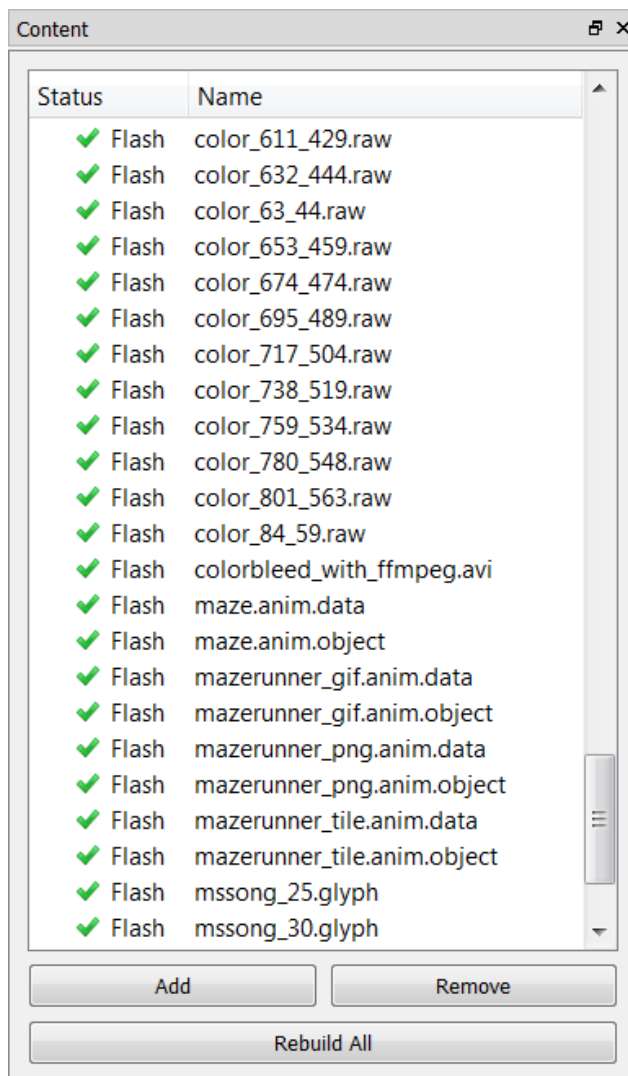 Content
Status Name
Flash color_611_429.raw
Flash color_632_444.raw
Flash color_63_44.raw
Flash color_653_459.raw
Flash color_674_474.raw
Flash color_695_489.raw
Flash color_717_504.raw
Flash color_738_519.raw
Flash color_759_534.raw
Flash color_780_548.raw
Flash color_801_563.raw
Flash color_84_59.raw
Flash colorbleed_with_ffmpeg.avi
Flash maze.anim.data
Flash maze.anim.object
Flash mazerunner_gif.anim.data
Flash mazerunner_gif.anim.object
Flash mazerunner_png.anim.data
Flash mazerunner_png.anim.object
Flash mazerunner_tile.anim.data
Flash mazerunner_tile.anim.object
Flash mssong_25.glyph
Flash mssong_30.glyph
Add Remove
Rebuild All